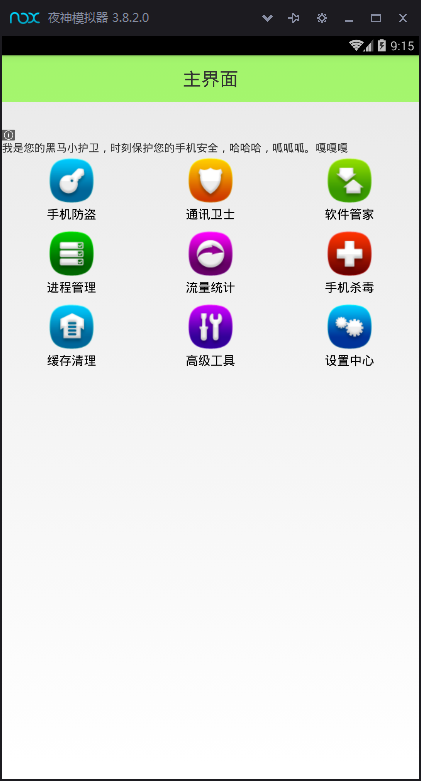 nox 夜神模拟器 3.8.2.0
9:15
主界面
我是您的黑马小护卫，时刻保护您的手机安全，哈哈哈，呱呱呱。嘎嘎嘎
手机防盗 通讯卫士 软件管家
进程管理 流量统计 手机杀毒
缓存清理 高级工具 设置中心